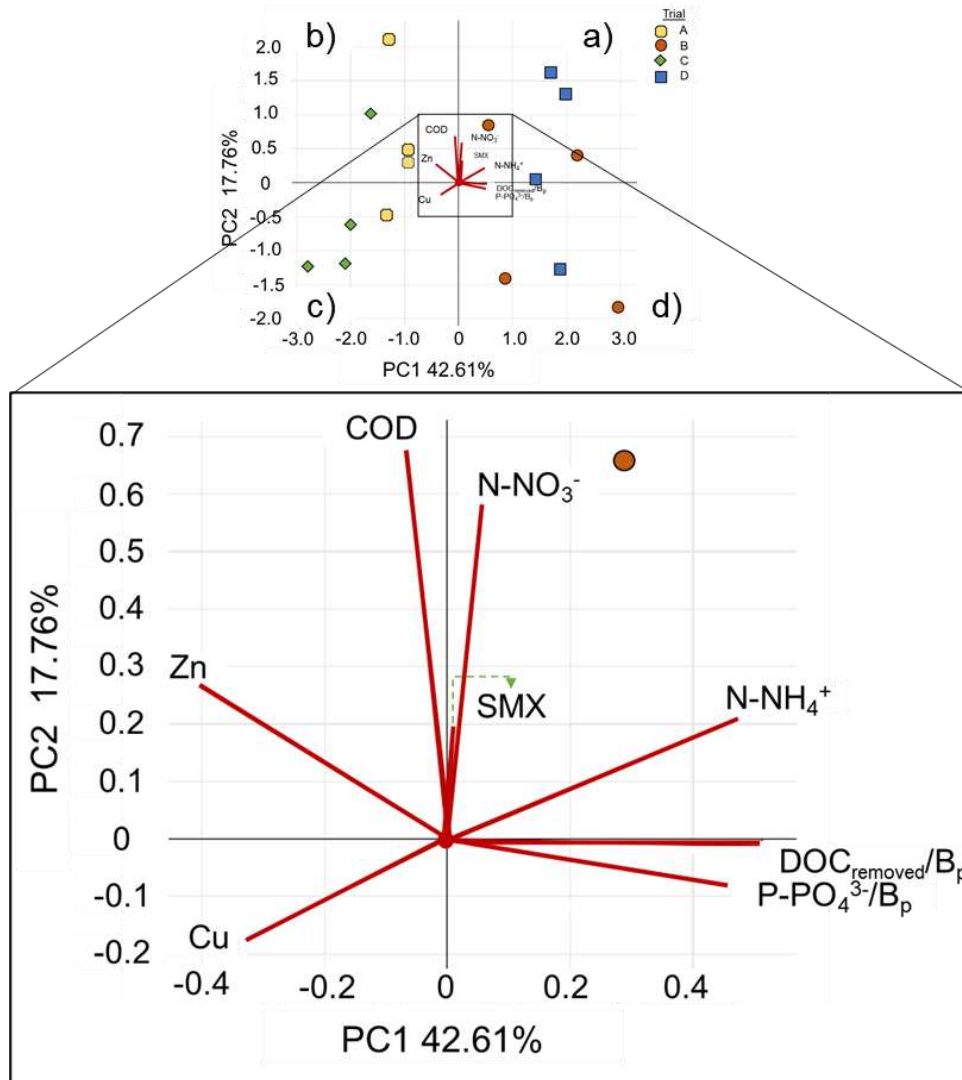 Trial
A
B
C
D
b)
a)
c)
d)
2.0
1.5
1.0
0.5
0
-0.5
-1.0
-1.5
-2.0
PC2 17.76%
COD
N-NO₃⁻
Zn
SMX
N-NH₄⁺
DOCremoved/Bp
P-PO₄³⁻/Bp
Cu
-3.0 -2.0 -1.0 0 1.0 2.0 3.0
PC1 42.61%
0.7
0.6
0.5
0.4
0.3
0.2
0.1
0
-0.1
-0.2
PC2 17.76%
COD
N-NO₃⁻
Zn
SMX
N-NH₄⁺
DOCremoved/Bp
P-PO₄³⁻/Bp
Cu
-0.4 -0.2 0 0.2 0.4
PC1 42.61%